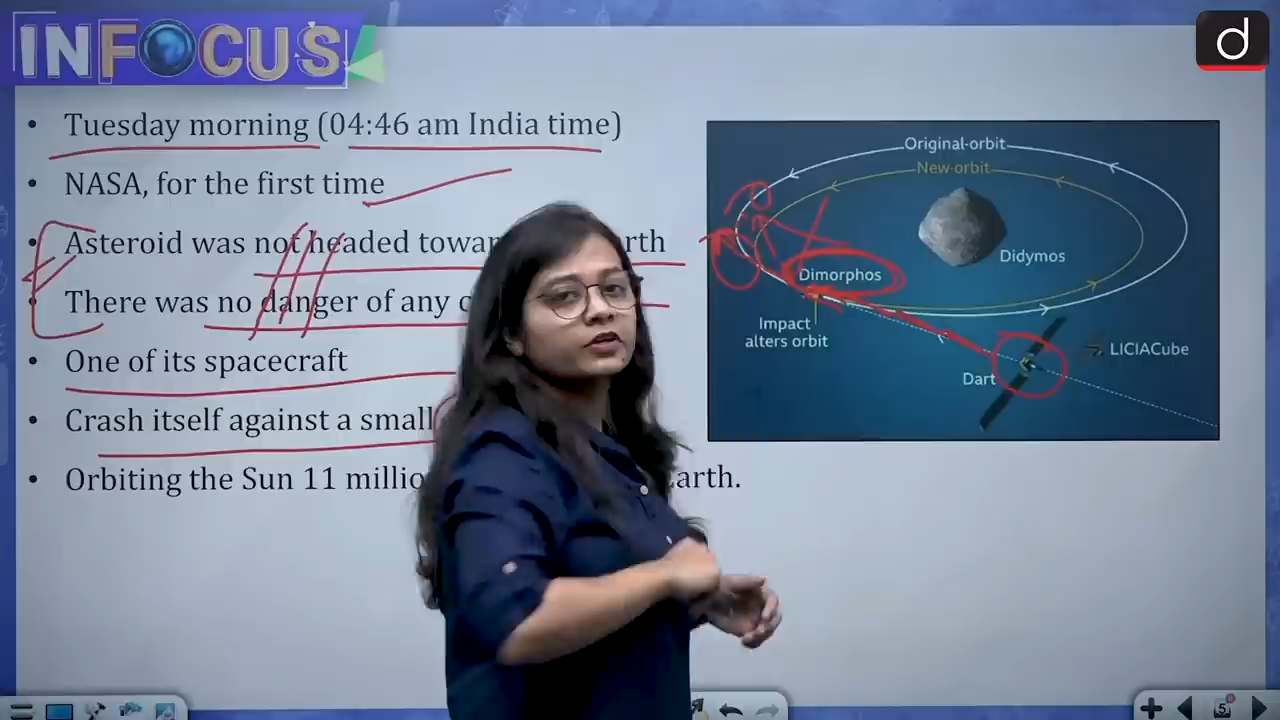 INFOCUS
d
• Tuesday morning (04:46 am India time)
• NASA, for the first time
• Asteroid was not headed towar rth
• There was no danger of any
• One of its spacecraft
• Crash itself against a small
• Orbiting the Sun 11 millio arth.
Original orbit
New orbit
Didymos
Dimorphos
Impact
alters orbit
LICIACube
Dart
5